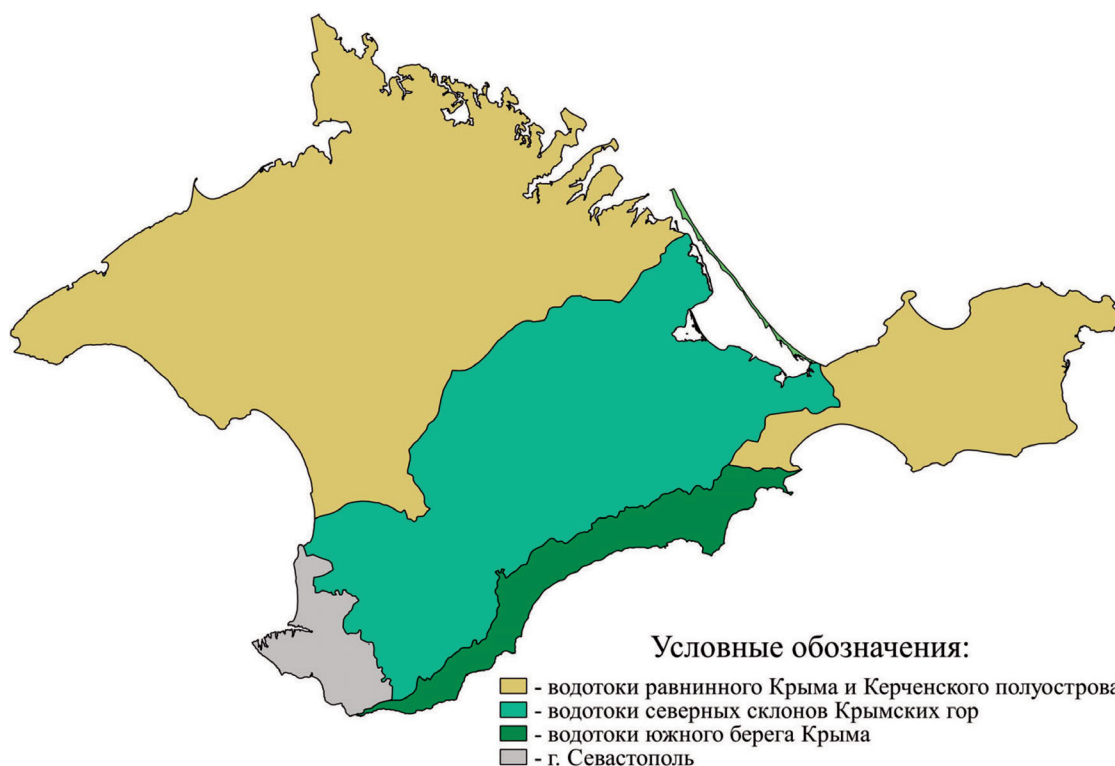 Условные обозначения:
- водотоки равнинного Крыма и Керченского полуострова
- водотоки северных склонов Крымских гор
- водотоки южного берега Крыма
- г. Севастополь